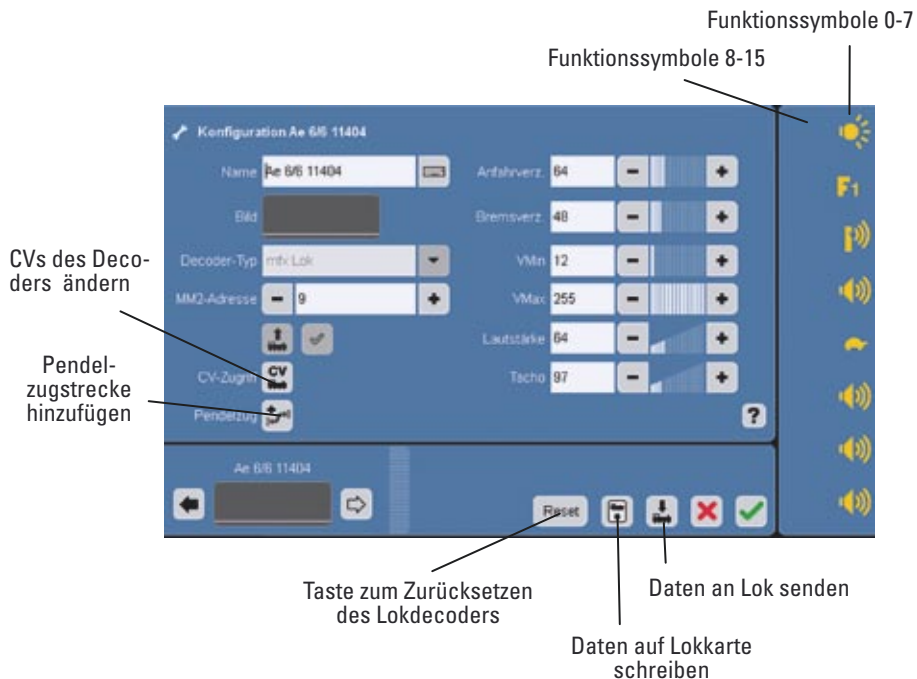 Funktionssymbole 0-7
Funktionssymbole 8-15
Konfiguration Ae 6/6 11404
Name Ae 6/6 11404
Bild
Decoder-Typ mfx Lok
MM2-Adresse - 9 +
CV-Zugriff CV
Pendelzug
Anfahrverz. 64 - +
Bremsverz. 48 - +
VMin 12 - +
VMax 255 - +
Lautstärke 64 - +
Tacho 97 - +
?
F1
CVs des Deco-
ders ändern
Pendel-
zugstrecke
hinzufügen
Ae 6/6 11404
Reset
Taste zum Zurücksetzen
des Lokdecoders
Daten an Lok senden
Daten auf Lokkarte
schreiben